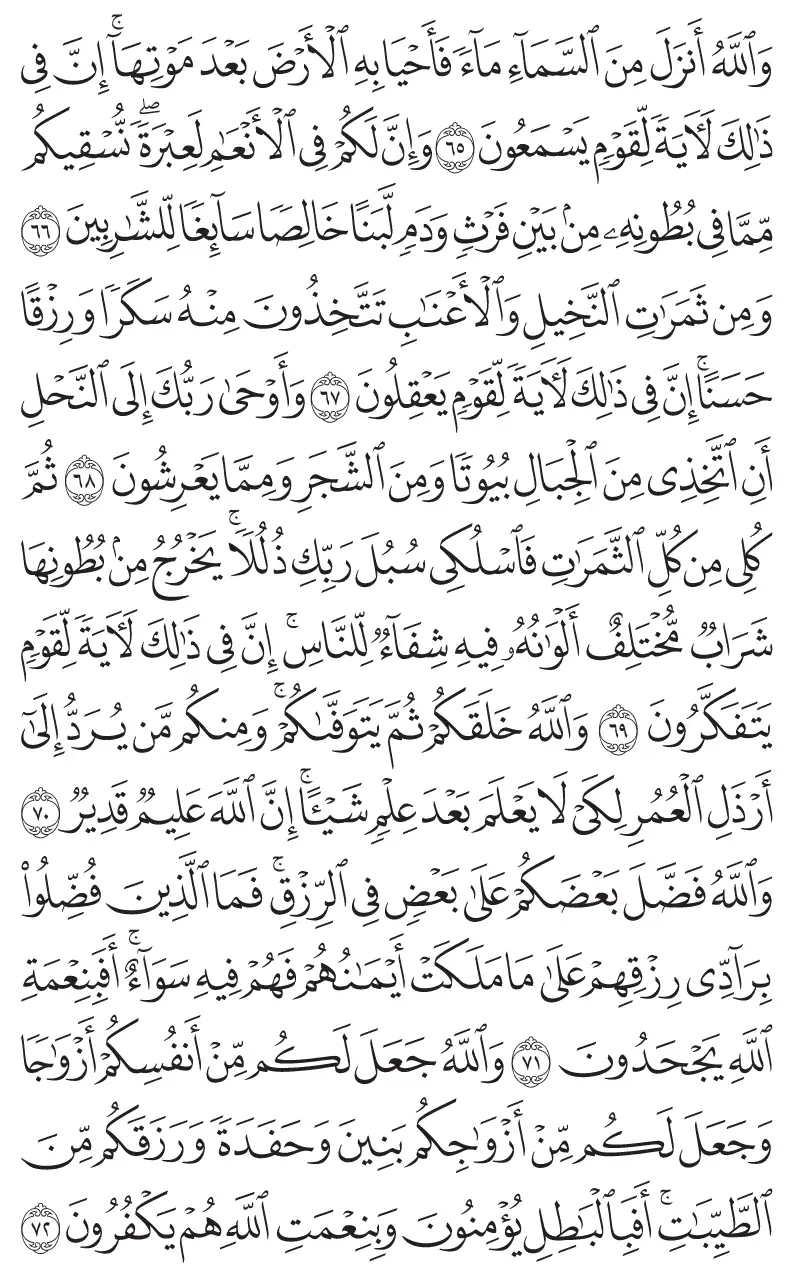 وَٱللَّهُ أَنزَلَ مِنَ ٱلسَّمَآءِ مَآءً فَأَحْيَا بِهِ ٱلْأَرْضَ بَعْدَ مَوْتِهَآ ۚ إِنَّ فِى
ذَٰلِكَ لَـَٔايَةً لِّقَوْمٍ يَسْمَعُونَ ٦٥ وَإِنَّ لَكُمْ فِى ٱلْأَنْعَٰمِ لَعِبْرَةً ۖ نُّسْقِيكُم
مِّمَّا فِى بُطُونِهِۦ مِنۢ بَيْنِ فَرْثٍ وَدَمٍ لَّبَنًا خَالِصًا سَآئِغًا لِّلشَّٰرِبِينَ ٦٦
وَمِن ثَمَرَٰتِ ٱلنَّخِيلِ وَٱلْأَعْنَٰبِ تَتَّخِذُونَ مِنْهُ سَكَرًا وَرِزْقًا
حَسَنًا ۗ إِنَّ فِى ذَٰلِكَ لَـَٔايَةً لِّقَوْمٍ يَعْقِلُونَ ٦٧ وَأَوْحَىٰ رَبُّكَ إِلَى ٱلنَّحْلِ
أَنِ ٱتَّخِذِى مِنَ ٱلْجِبَالِ بُيُوتًا وَمِنَ ٱلشَّجَرِ وَمِمَّا يَعْرِشُونَ ٦٨ ثُمَّ
كُلِى مِن كُلِّ ٱلثَّمَرَٰتِ فَٱسْلُكِى سُبُلَ رَبِّكِ ذُلُلًا ۚ يَخْرُجُ مِنۢ بُطُونِهَا
شَرَابٌ مُّخْتَلِفٌ أَلْوَٰنُهُۥ فِيهِ شِفَآءٌ لِّلنَّاسِ ۚ إِنَّ فِى ذَٰلِكَ لَـَٔايَةً لِّقَوْمٍ
يَتَفَكَّرُونَ ٦٩ وَٱللَّهُ خَلَقَكُمْ ثُمَّ يَتَوَفَّىٰكُمْ ۚ وَمِنكُم مَّن يُرَدُّ إِلَىٰٓ
أَرْذَلِ ٱلْعُمُرِ لِكَىْ لَا يَعْلَمَ بَعْدَ عِلْمٍ شَيْـًٔا ۚ إِنَّ ٱللَّهَ عَلِيمٌ قَدِيرٌ ٧٠
وَٱللَّهُ فَضَّلَ بَعْضَكُمْ عَلَىٰ بَعْضٍ فِى ٱلرِّزْقِ ۚ فَمَا ٱلَّذِينَ فُضِّلُوا۟
بِرَآدِّى رِزْقِهِمْ عَلَىٰ مَا مَلَكَتْ أَيْمَٰنُهُمْ فَهُمْ فِيهِ سَوَآءٌ ۚ أَفَبِنِعْمَةِ
ٱللَّهِ يَجْحَدُونَ ٧١ وَٱللَّهُ جَعَلَ لَكُم مِّنْ أَنفُسِكُمْ أَزْوَٰجًا
وَجَعَلَ لَكُم مِّنْ أَزْوَٰجِكُم بَنِينَ وَحَفَدَةً وَرَزَقَكُم مِّنَ
ٱلطَّيِّبَٰتِ ۚ أَفَبِٱلْبَٰطِلِ يُؤْمِنُونَ وَبِنِعْمَتِ ٱللَّهِ هُمْ يَكْفُرُونَ ٧٢